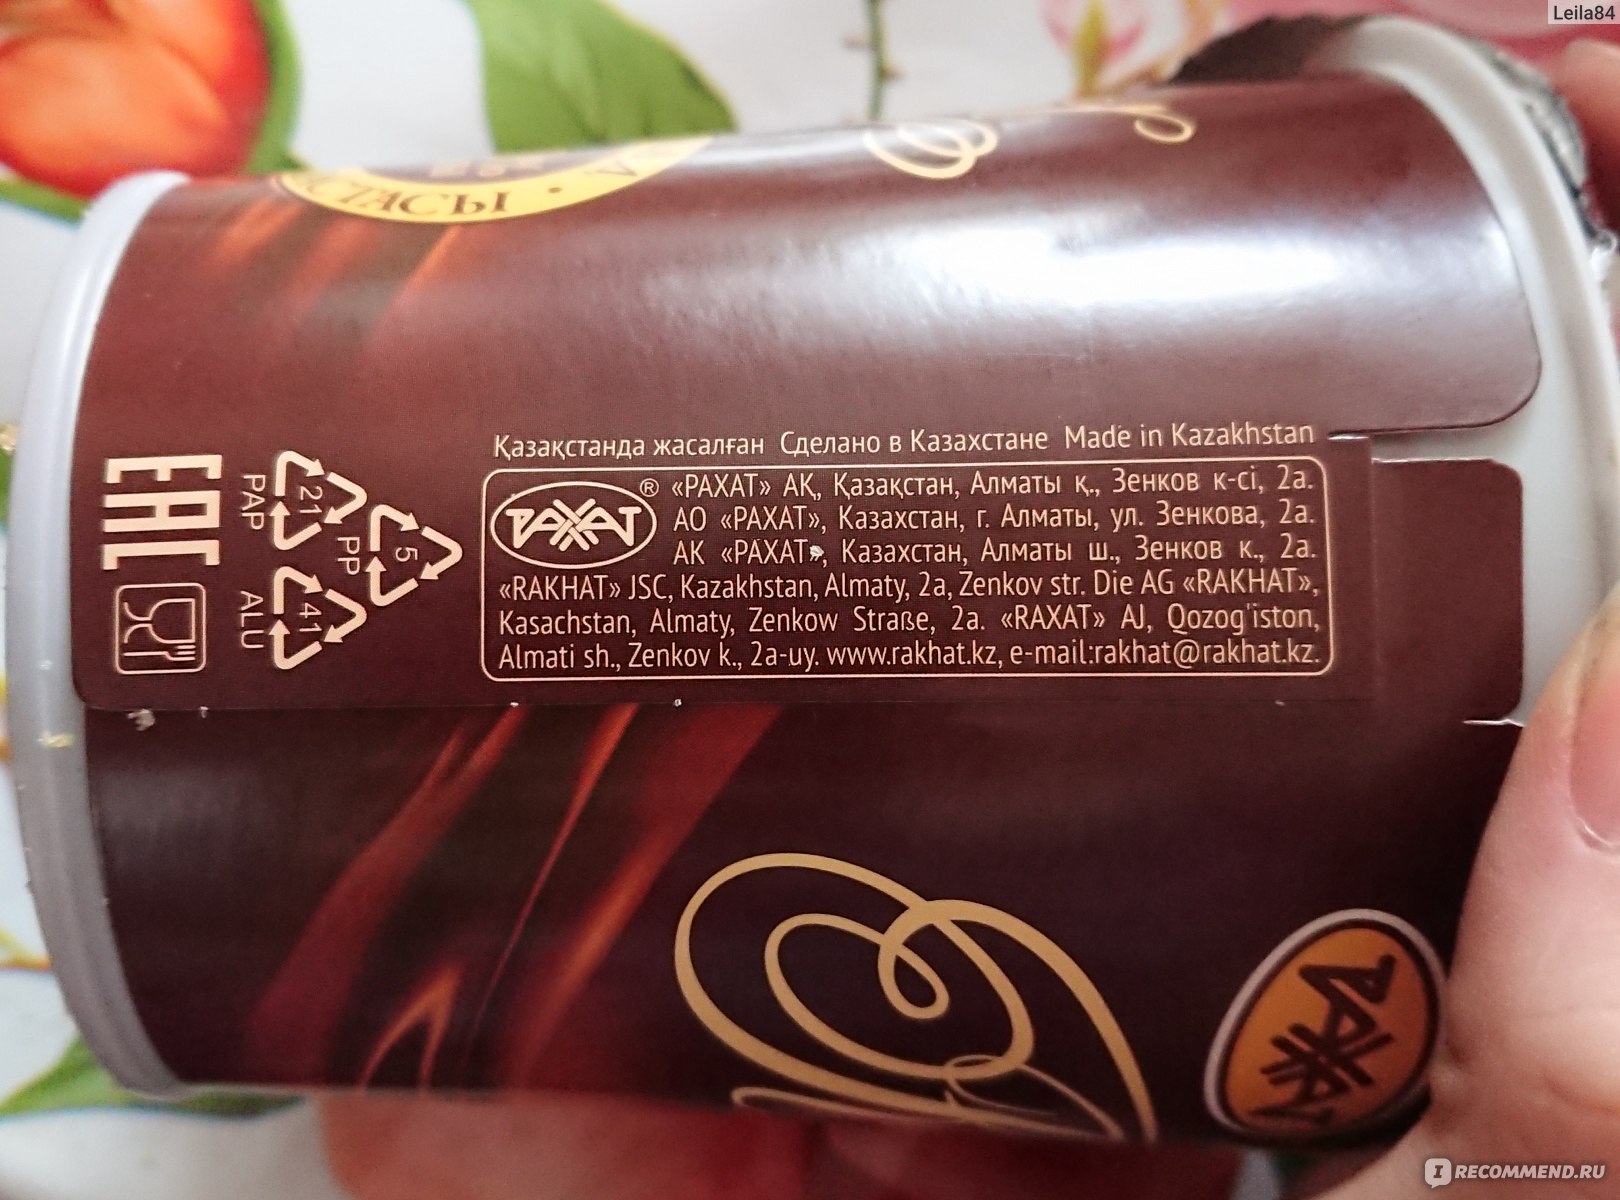 Leila84
СТАСЫ
Қазақстанда жасалған Сделано в Казахстане Made in Kazakhstan
РАХАТ ® «РАХАТ» АҚ, Қазақстан, Алматы қ., Зенков к-сі, 2а.
АО «РАХАТ», Казахстан, г. Алматы, ул. Зенкова, 2а.
АК «РАХАТ», Казахстан, Алматы ш., Зенков к., 2а.
«RAKHAT» JSC, Kazakhstan, Almaty, 2a, Zenkov str. Die AG «RAKHAT»,
Kasachstan, Almaty, Zenkow Straße, 2a. «RAXAT» AJ, Qozog'iston,
Almati sh., Zenkov k., 2a-uy. www.rakhat.kz, e-mail:rakhat@rakhat.kz.
EAC
21
PAP
5
PP
41
ALU
РАХАТ
IRECOMMEND.RU